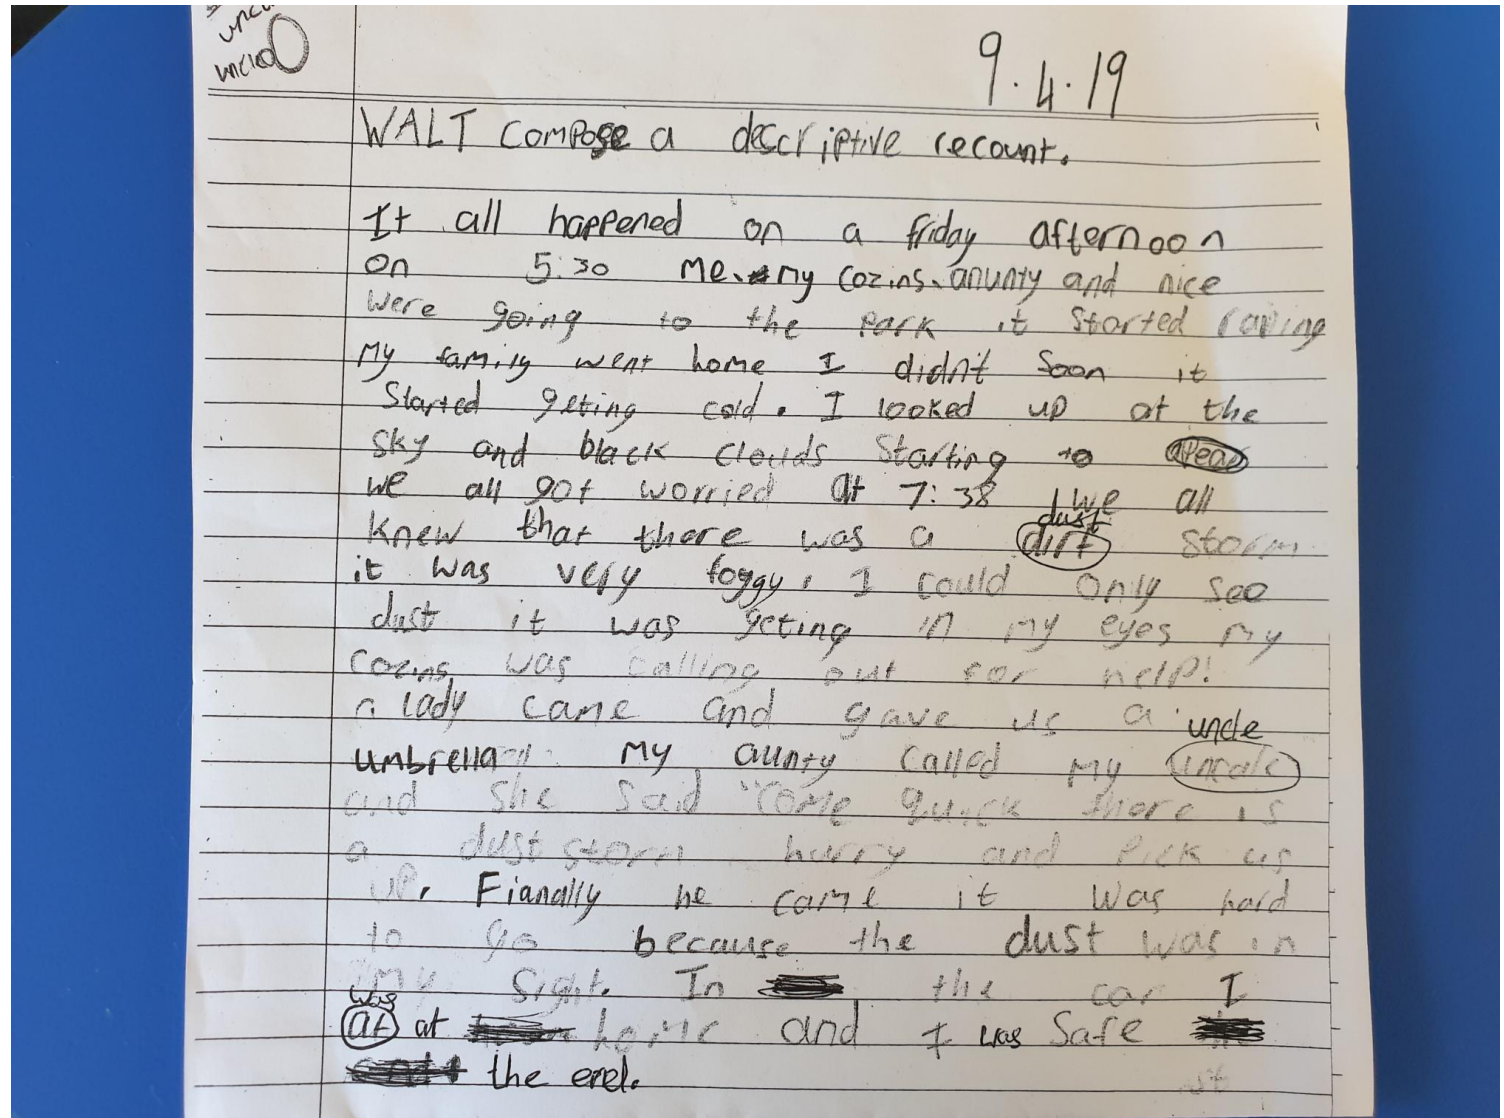 uncle
9.4.19
WALT compose a descriptive recount.
It all happened on a friday afternoon
on 5:30 me, my cozins, anunty and nice
were going to the park it started raning
my family went home I didn't Soon it
Started geting cold. I looked up at the
sky and black clouds starting to apear
we all got worried at 7:38 we all
dust
knew that there was a dirt storm
it was very foggy, I could only see
dust it was geting in my eyes my
cozins was calling out for help!
a lady came and gave us a
uncle
umbrella my aunty called my uncale
and she said "come quick there is
a dust storm hurry and pick us
up. Fianally he came it was hard
to go because the dust was in
my sight. In the car I
was
at at home and I was safe
the end.